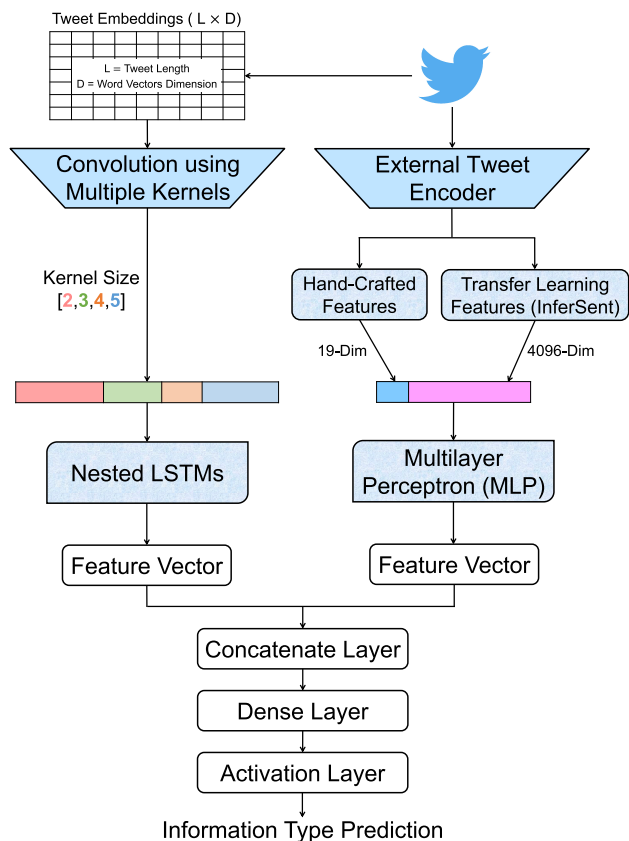 Tweet Embeddings ( L × D )
L = Tweet Length
D = Word Vectors Dimension
Convolution using
Multiple Kernels
External Tweet
Encoder
Kernel Size
[2,3,4,5]
Hand-Crafted
Features
Transfer Learning
Features (InferSent)
19-Dim
4096-Dim
Nested LSTMs
Multilayer
Perceptron (MLP)
Feature Vector
Feature Vector
Concatenate Layer
Dense Layer
Activation Layer
Information Type Prediction